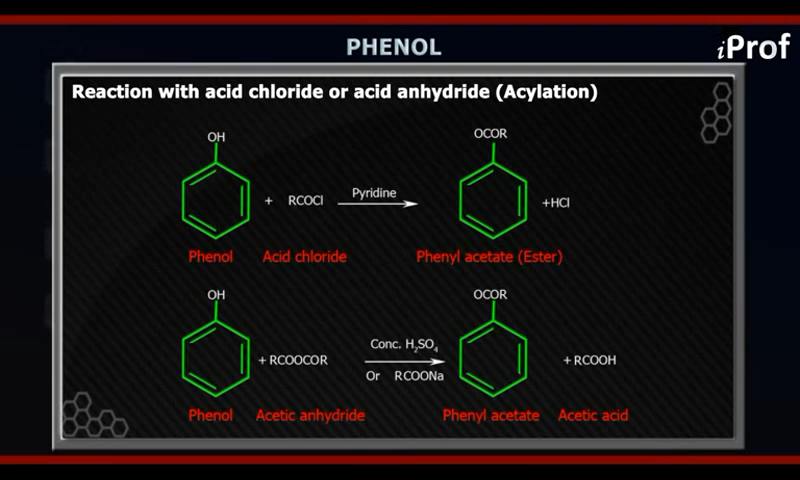 PHENOL
iProf
Reaction with acid chloride or acid anhydride (Acylation)
OH
OCOR
+ RCOCl
Pyridine
+HCl
Phenol
Acid chloride
Phenyl acetate (Ester)
OH
OCOR
+ RCOOCOR
Conc. H₂SO₄
Or RCOONa
+ RCOOH
Phenol
Acetic anhydride
Phenyl acetate
Acetic acid